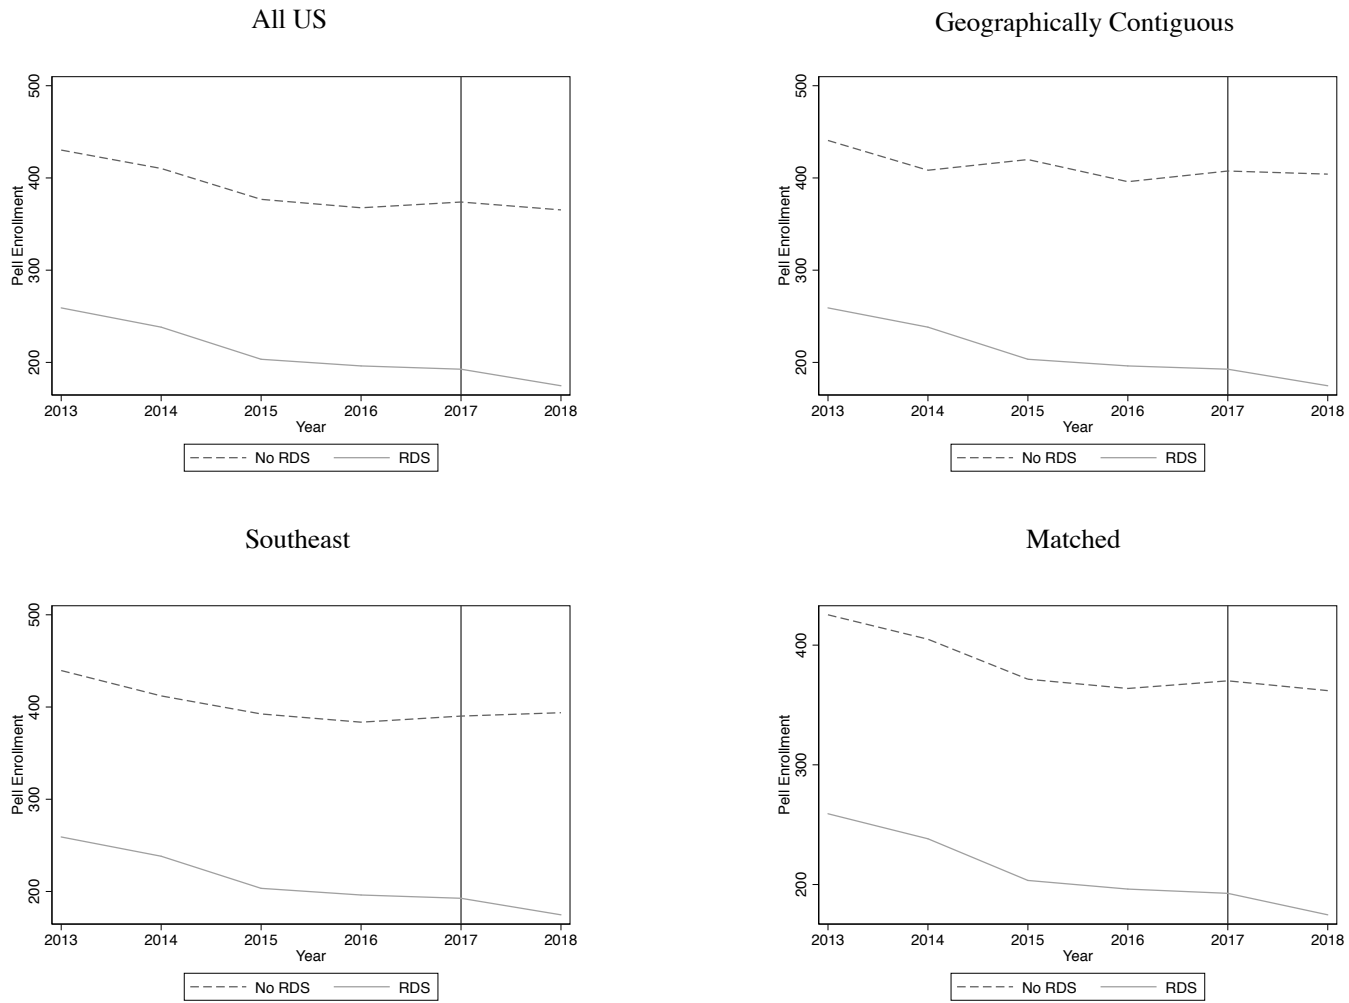 All US
500
400
300
200
Pell Enrollment
2013 2014 2015 2016 2017 2018
Year
No RDS RDS
Geographically Contiguous
500
400
300
200
Pell Enrollment
2013 2014 2015 2016 2017 2018
Year
No RDS RDS
Southeast
500
400
300
200
Pell Enrollment
2013 2014 2015 2016 2017 2018
Year
No RDS RDS
Matched
400
300
200
Pell Enrollment
2013 2014 2015 2016 2017 2018
Year
No RDS RDS